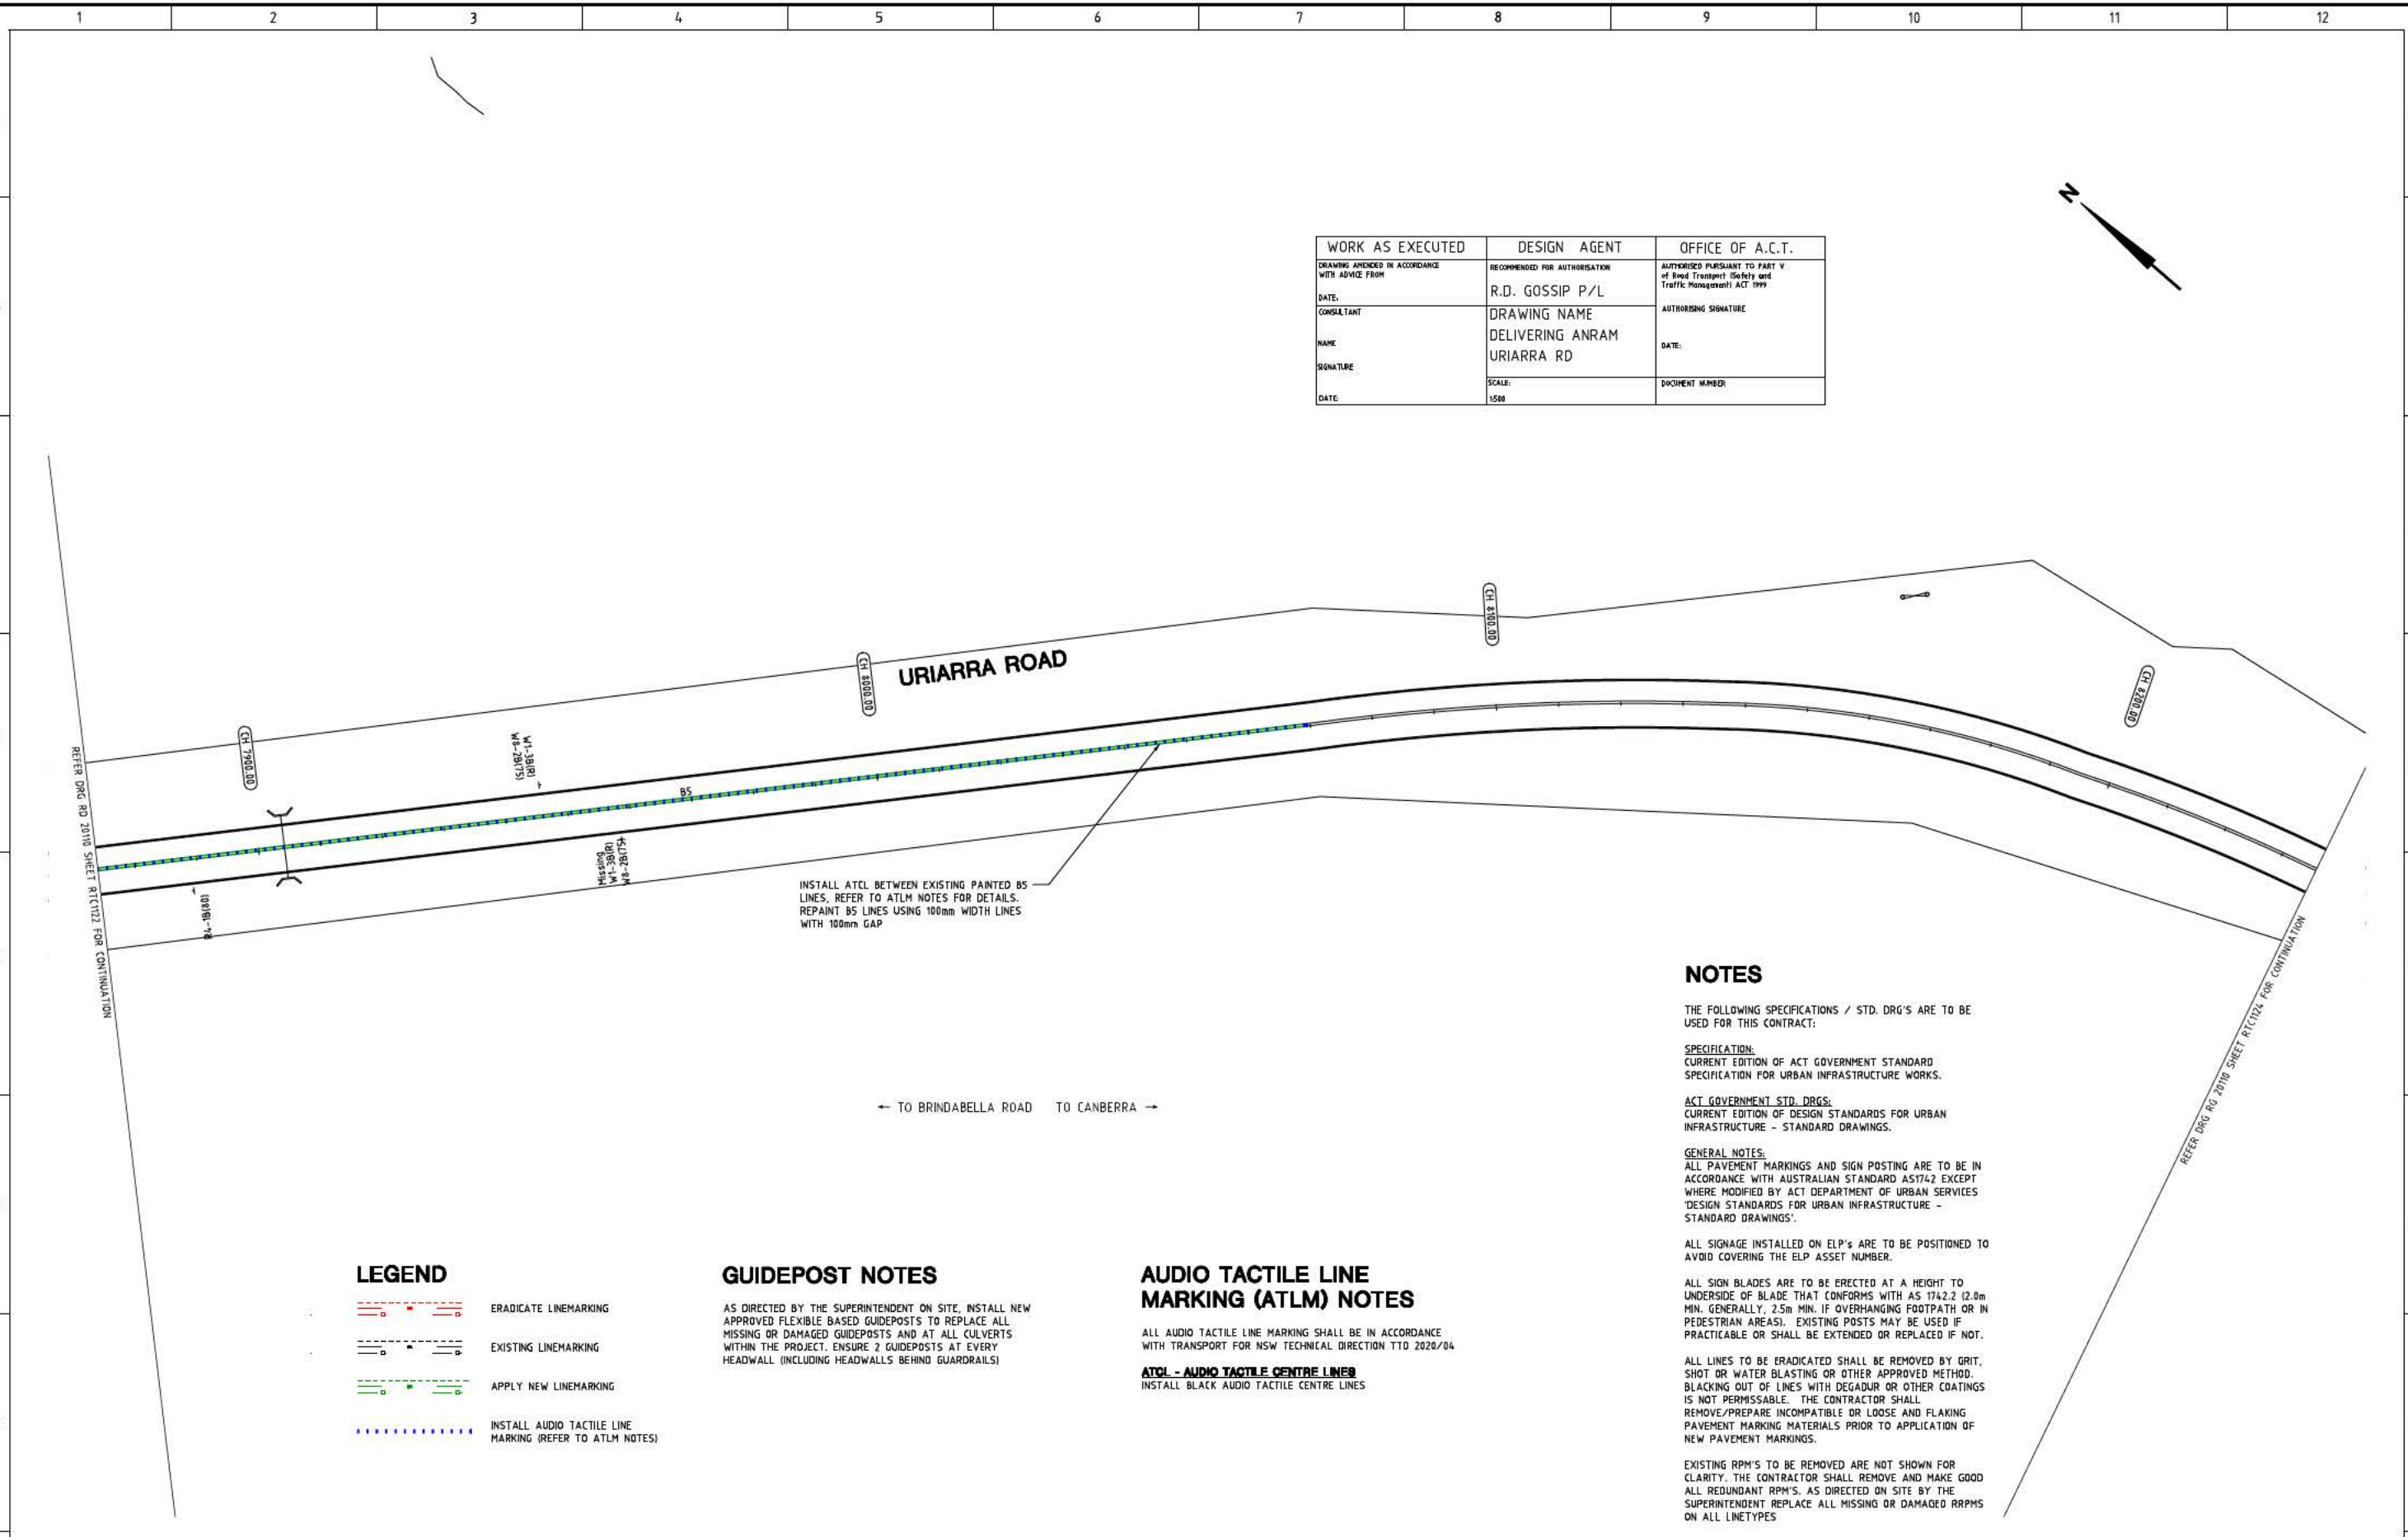 1 2 3 4 5 6 7 8 9 10 11 12
N
WORK AS EXECUTED
DRAWING AMENDED IN ACCORDANCE
WITH ADVICE FROM
DATE:
CONSULTANT
NAME
SIGNATURE
DATE:
DESIGN AGENT
RECOMMENDED FOR AUTHORISATION
R.D. GOSSIP P/L
DRAWING NAME
DELIVERING ANRAM
URIARRA RD
SCALE:
1:500
OFFICE OF A.C.T.
AUTHORISED PURSUANT TO PART V
of Road Transport (Safety and
Traffic Management) ACT 1999
AUTHORISING SIGNATURE
DATE:
DOCUMENT NUMBER
CH 7900.00
CH 8000.00
CH 8100.00
CH 8200.00
URIARRA ROAD
W1-3B(R)
W8-2B(75)
B5
Missing
W1-3B(R)
W8-2B(75)
R4-1B(80)
REFER DRG RD 20110 SHEET RTC1122 FOR CONTINUATION
INSTALL ATCL BETWEEN EXISTING PAINTED B5
LINES, REFER TO ATLM NOTES FOR DETAILS.
REPAINT B5 LINES USING 100mm WIDTH LINES
WITH 100mm GAP
REFER DRG RG 20110 SHEET RTC1124 FOR CONTINUATION
← TO BRINDABELLA ROAD TO CANBERRA →
LEGEND
ERADICATE LINEMARKING
EXISTING LINEMARKING
APPLY NEW LINEMARKING
INSTALL AUDIO TACTILE LINE
MARKING (REFER TO ATLM NOTES)
GUIDEPOST NOTES
AS DIRECTED BY THE SUPERINTENDENT ON SITE, INSTALL NEW
APPROVED FLEXIBLE BASED GUIDEPOSTS TO REPLACE ALL
MISSING OR DAMAGED GUIDEPOSTS AND AT ALL CULVERTS
WITHIN THE PROJECT. ENSURE 2 GUIDEPOSTS AT EVERY
HEADWALL (INCLUDING HEADWALLS BEHIND GUARDRAILS)
AUDIO TACTILE LINE
MARKING (ATLM) NOTES
ALL AUDIO TACTILE LINE MARKING SHALL BE IN ACCORDANCE
WITH TRANSPORT FOR NSW TECHNICAL DIRECTION TTD 2020/04
ATCL - AUDIO TACTILE CENTRE LINES
INSTALL BLACK AUDIO TACTILE CENTRE LINES
NOTES
THE FOLLOWING SPECIFICATIONS / STD. DRG'S ARE TO BE
USED FOR THIS CONTRACT:
SPECIFICATION:
CURRENT EDITION OF ACT GOVERNMENT STANDARD
SPECIFICATION FOR URBAN INFRASTRUCTURE WORKS.
ACT GOVERNMENT STD. DRGS:
CURRENT EDITION OF DESIGN STANDARDS FOR URBAN
INFRASTRUCTURE - STANDARD DRAWINGS.
GENERAL NOTES:
ALL PAVEMENT MARKINGS AND SIGN POSTING ARE TO BE IN
ACCORDANCE WITH AUSTRALIAN STANDARD AS1742 EXCEPT
WHERE MODIFIED BY ACT DEPARTMENT OF URBAN SERVICES
'DESIGN STANDARDS FOR URBAN INFRASTRUCTURE -
STANDARD DRAWINGS'.
ALL SIGNAGE INSTALLED ON ELP's ARE TO BE POSITIONED TO
AVOID COVERING THE ELP ASSET NUMBER.
ALL SIGN BLADES ARE TO BE ERECTED AT A HEIGHT TO
UNDERSIDE OF BLADE THAT CONFORMS WITH AS 1742.2 (2.0m
MIN. GENERALLY, 2.5m MIN. IF OVERHANGING FOOTPATH OR IN
PEDESTRIAN AREAS). EXISTING POSTS MAY BE USED IF
PRACTICABLE OR SHALL BE EXTENDED OR REPLACED IF NOT.
ALL LINES TO BE ERADICATED SHALL BE REMOVED BY GRIT,
SHOT OR WATER BLASTING OR OTHER APPROVED METHOD.
BLACKING OUT OF LINES WITH DEGADUR OR OTHER COATINGS
IS NOT PERMISSABLE. THE CONTRACTOR SHALL
REMOVE/PREPARE INCOMPATIBLE OR LOOSE AND FLAKING
PAVEMENT MARKING MATERIALS PRIOR TO APPLICATION OF
NEW PAVEMENT MARKINGS.
EXISTING RPM'S TO BE REMOVED ARE NOT SHOWN FOR
CLARITY. THE CONTRACTOR SHALL REMOVE AND MAKE GOOD
ALL REDUNDANT RPM'S. AS DIRECTED ON SITE BY THE
SUPERINTENDENT REPLACE ALL MISSING OR DAMAGED RRPMS
ON ALL LINETYPES